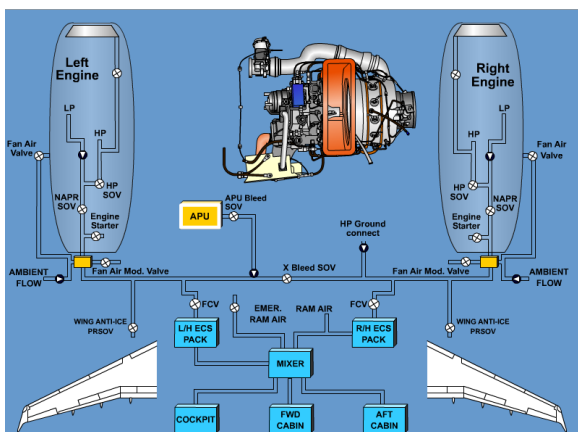 Left
Engine
LP
HP
HP
SOV
Fan Air
Valve
NAPR
SOV
Engine
Starter
AMBIENT
FLOW
Fan Air Mod. Valve
WING ANTI-ICE
PRSOV
APU
APU Bleed
SOV
HP Ground
connect
X Bleed SOV
FCV
EMER.
RAM AIR
RAM AIR
FCV
L/H ECS
PACK
R/H ECS
PACK
MIXER
COCKPIT
FWD
CABIN
AFT
CABIN
Right
Engine
LP
HP
HP
SOV
Fan Air
Valve
NAPR
SOV
Engine
Starter
Fan Air Mod. Valve
AMBIENT
FLOW
WING ANTI-ICE
PRSOV